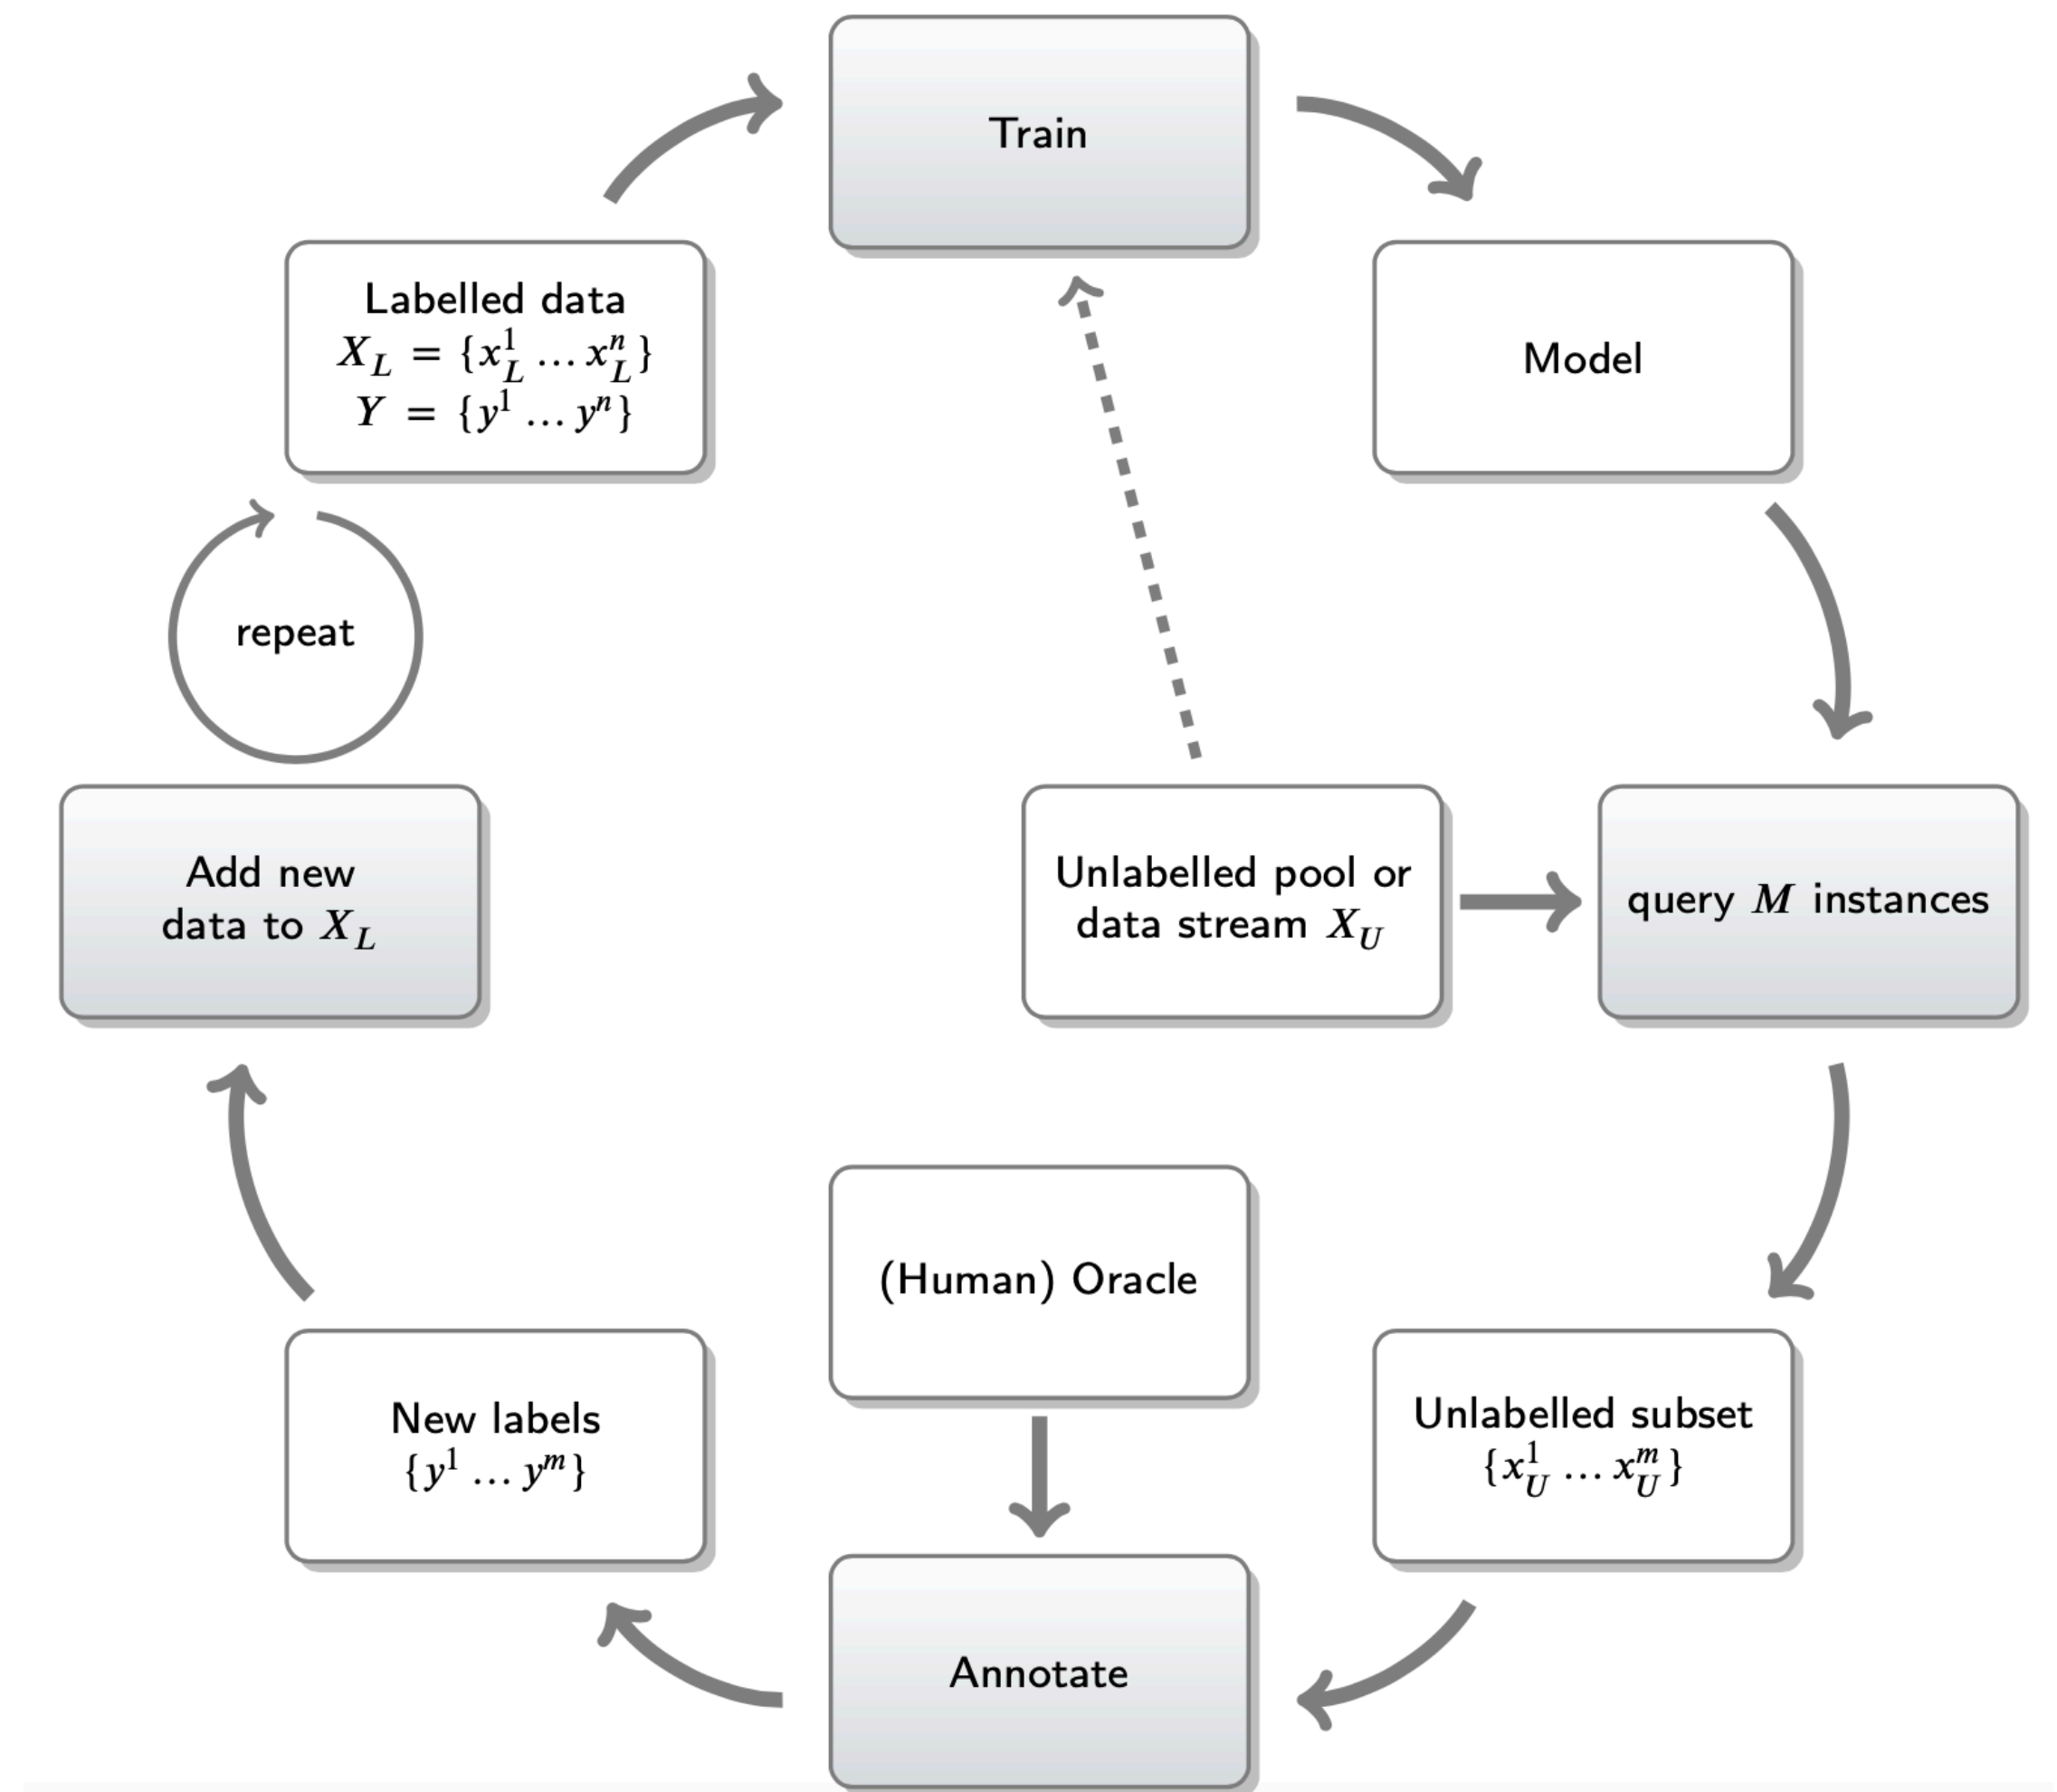 Train
Labelled data
X_L = {x_L^1 … x_L^n}
Y = {y^1 … y^n}
Model
repeat
Add new
data to X_L
Unlabelled pool or
data stream X_U
query M instances
(Human) Oracle
New labels
{y^1 … y^m}
Unlabelled subset
{x_U^1 … x_U^m}
Annotate